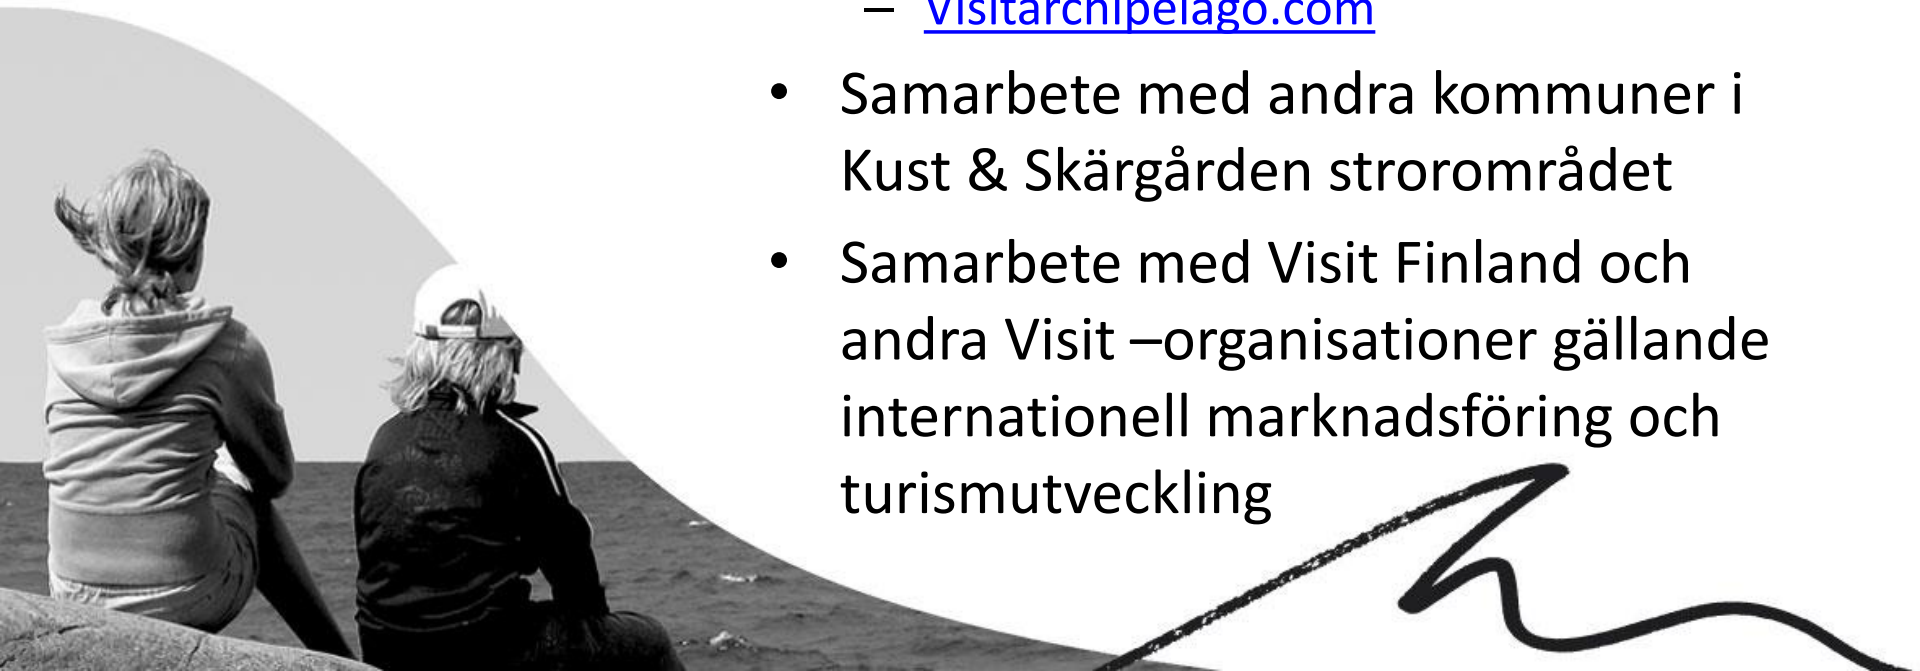 – Visitarchipelago.com
• Samarbete med andra kommuner i
Kust & Skärgården strorområdet
• Samarbete med Visit Finland och
andra Visit –organisationer gällande
internationell marknadsföring och
turismutveckling